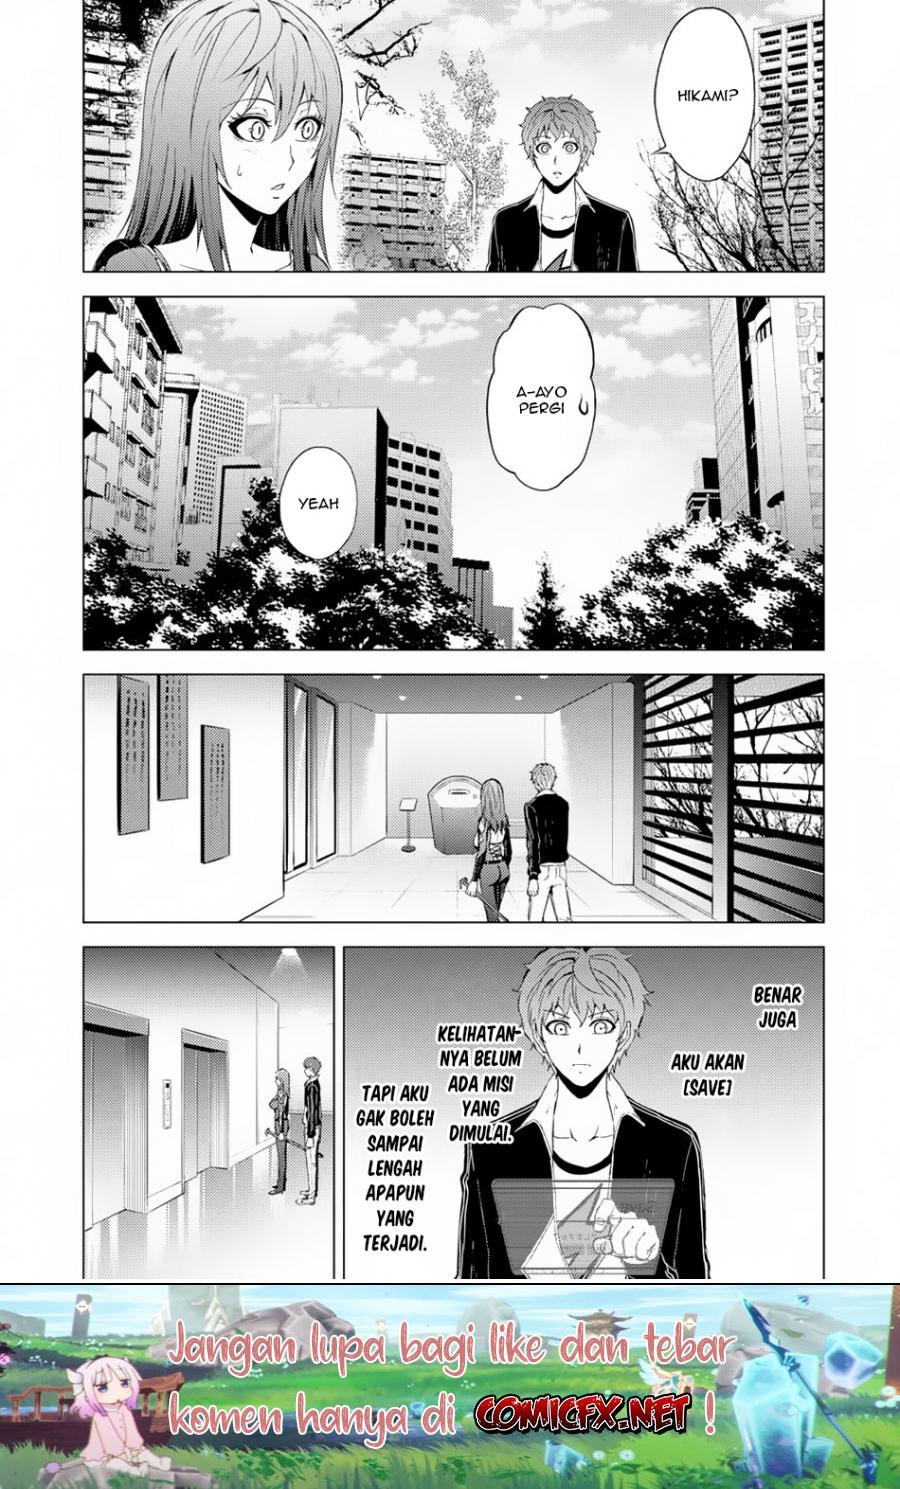 HIKAMI?
A-AYO
PERGI
YEAH
BENAR
JUGA
AKU AKAN
[SAVE]
KELIHATAN-
NYA BELUM
ADA MISI
YANG
DIMULAI.
TAPI AKU
GAK BOLEH
SAMPAI
LENGAH
APAPUN
YANG
TERJADI.
Jangan lupa bagi like dan tebar
komen hanya di COMICFX.NET !